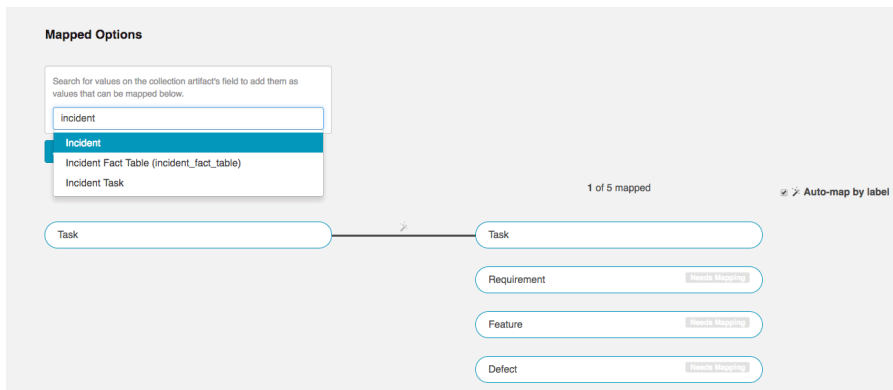 Mapped Options
Search for values on the collection artifact's field to add them as
values that can be mapped below.
incident
Incident
Incident Fact Table (incident_fact_table)
Incident Task
1 of 5 mapped
Auto-map by label
Task
Task
Requirement
Needs Mapping
Feature
Needs Mapping
Defect
Needs Mapping